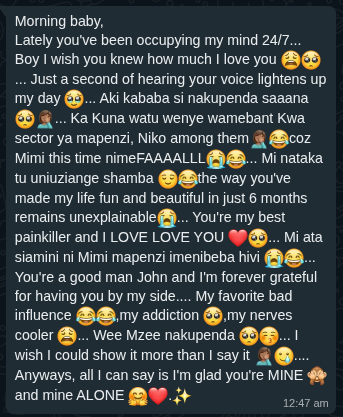 Morning baby,
Lately you've been occupying my mind 24/7...
Boy I wish you knew how much I love you 😩🥺
... Just a second of hearing your voice lightens up
my day 🥹... Aki kababa si nakupenda saaana
🥺🤦🏽‍♀️... Ka Kuna watu wenye wamebant Kwa
sector ya mapenzi, Niko among them🤦🏽‍♀️😂coz
Mimi this time nimeFAAAALLL😭😂... Mi nataka
tu uniuziange shamba 😌😂the way you've
made my life fun and beautiful in just 6 months
remains unexplainable😭... You're my best
painkiller and I LOVE LOVE YOU ❤️🥺... Mi ata
siamini ni Mimi mapenzi imenibeba hivi 😭😂...
You're a good man John and I'm forever grateful
for having you by my side.... My favorite bad
influence 😂😂,my addiction 🥺,my nerves
cooler 😩... Wee Mzee nakupenda 🥺😚... I
wish I could show it more than I say it 🤦🏽‍♀️🥲....
Anyways, all I can say is I'm glad you're MINE 🙈
and mine ALONE 🤗❤️.✨
12:47 am